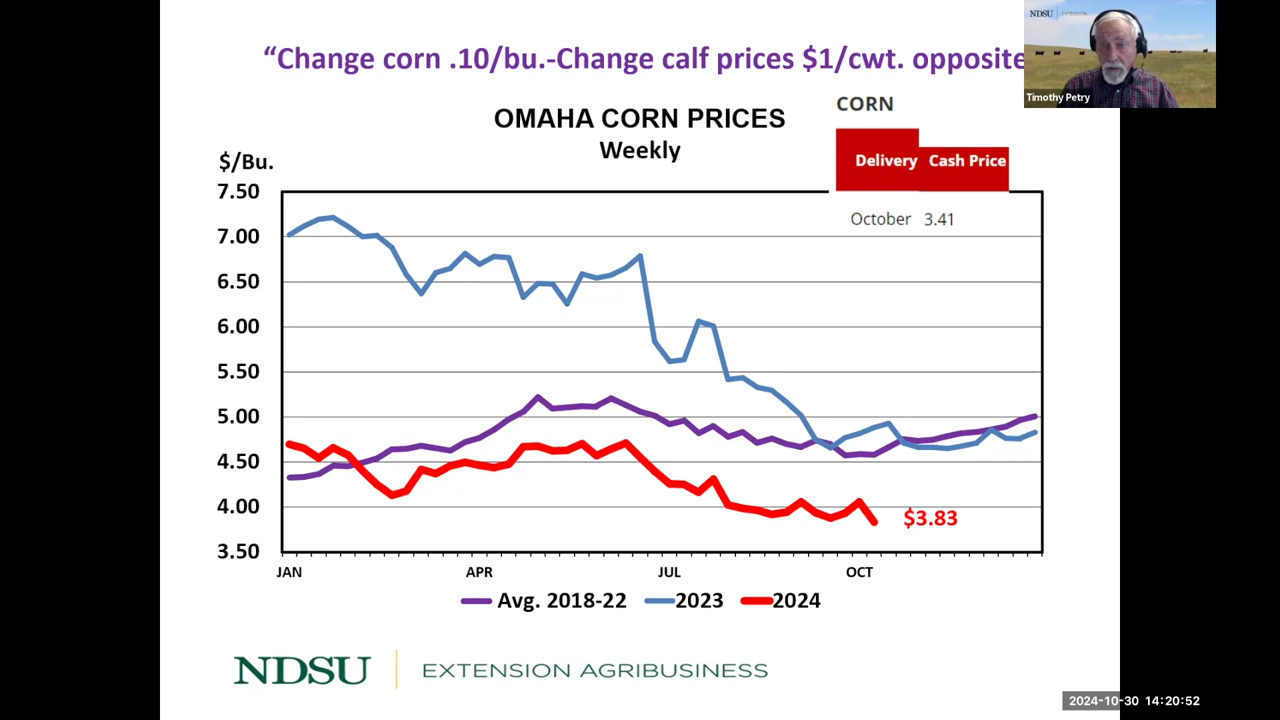 “Change corn .10/bu.-Change calf prices $1/cwt. opposite
NDSU EXTENSION
Timothy Petry
OMAHA CORN PRICES
Weekly
CORN
Delivery Cash Price
October 3.41
$/Bu.
7.50
7.00
6.50
6.00
5.50
5.00
4.50
4.00
3.50
$3.83
JAN APR JUL OCT
Avg. 2018-22 2023 2024
NDSU EXTENSION AGRIBUSINESS
2024-10-30 14:20:52